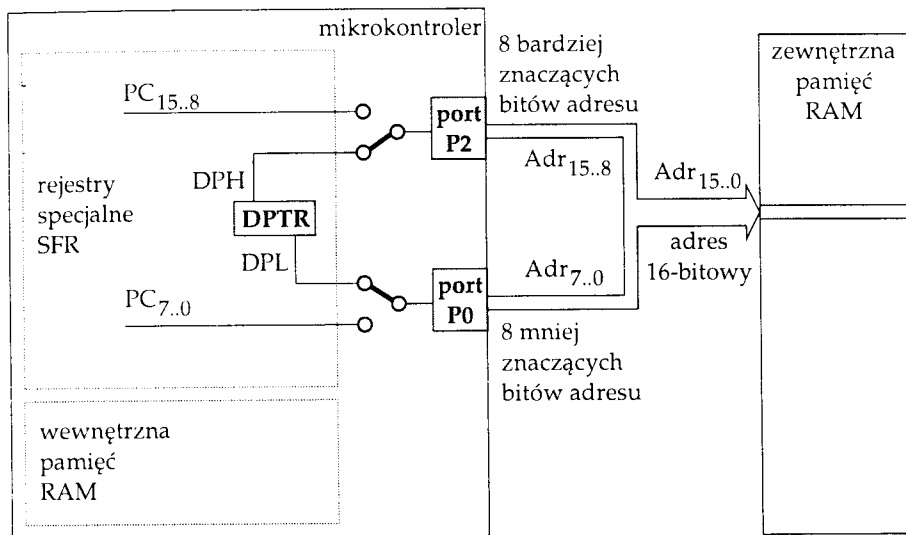 mikrokontroler
rejestry
specjalne
SFR
PC15..8
DPH
DPTR
DPL
PC7..0
port
P2
port
P0
wewnętrzna
pamięć
RAM
8 bardziej
znaczących
bitów adresu
Adr15..8
Adr7..0
8 mniej
znaczących
bitów adresu
Adr15..0
adres
16-bitowy
zewnętrzna
pamięć
RAM